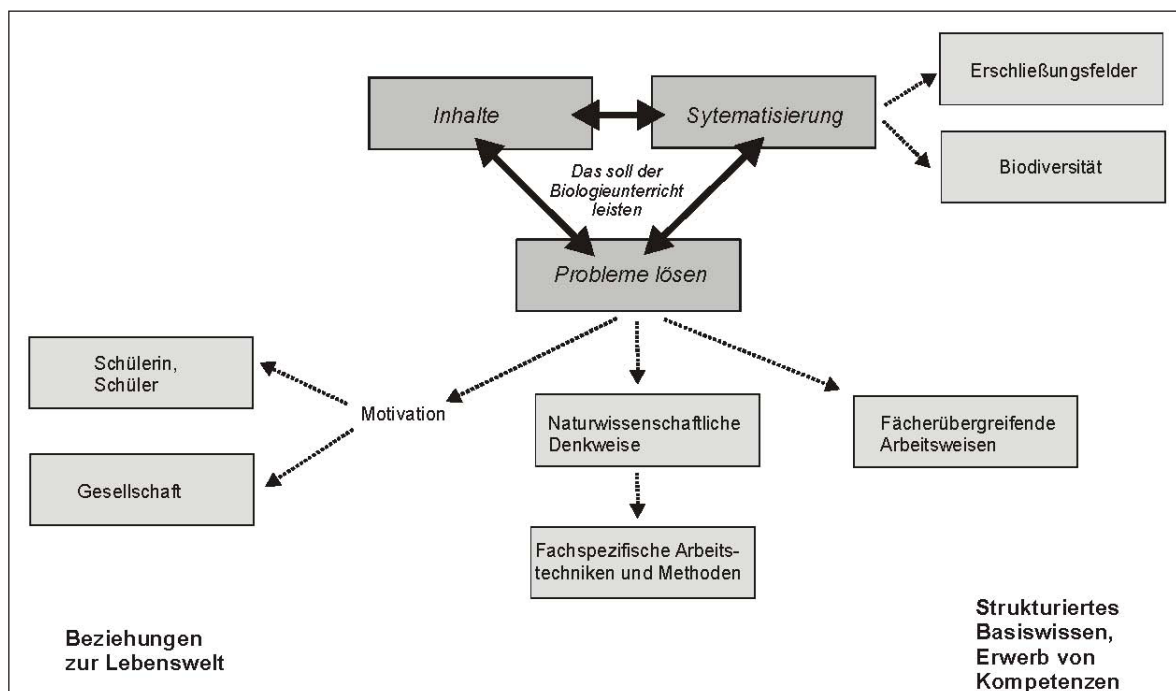 Erschließungsfelder
Inhalte
Sytematisierung
Biodiversität
Das soll der
Biologieunterricht
leisten
Probleme lösen
Schülerin,
Schüler
Motivation
Naturwissenschaftliche
Denkweise
Fächerübergreifende
Arbeitsweisen
Gesellschaft
Fachspezifische Arbeits-
techniken und Methoden
Beziehungen
zur Lebenswelt
Strukturiertes
Basiswissen,
Erwerb von
Kompetenzen